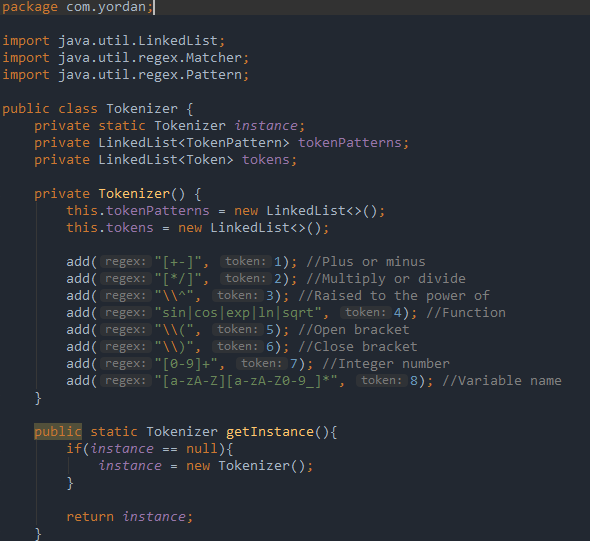 package com.yordan;
import java.util.LinkedList;
import java.util.regex.Matcher;
import java.util.regex.Pattern;
public class Tokenizer {
private static Tokenizer instance;
private LinkedList<TokenPattern> tokenPatterns;
private LinkedList<Token> tokens;
private Tokenizer() {
this.tokenPatterns = new LinkedList<>();
this.tokens = new LinkedList<>();
add( regex: "[+-]", token: 1); //Plus or minus
add( regex: "[*/]", token: 2); //Multiply or divide
add( regex: "\\^", token: 3); //Raised to the power of
add( regex: "sin|cos|exp|ln|sqrt", token: 4); //Function
add( regex: "\\(", token: 5); //Open bracket
add( regex: "\\)", token: 6); //Close bracket
add( regex: "[0-9]+", token: 7); //Integer number
add( regex: "[a-zA-Z][a-zA-Z0-9_]*", token: 8); //Variable name
}
public static Tokenizer getInstance(){
if(instance == null){
instance = new Tokenizer();
}
return instance;
}